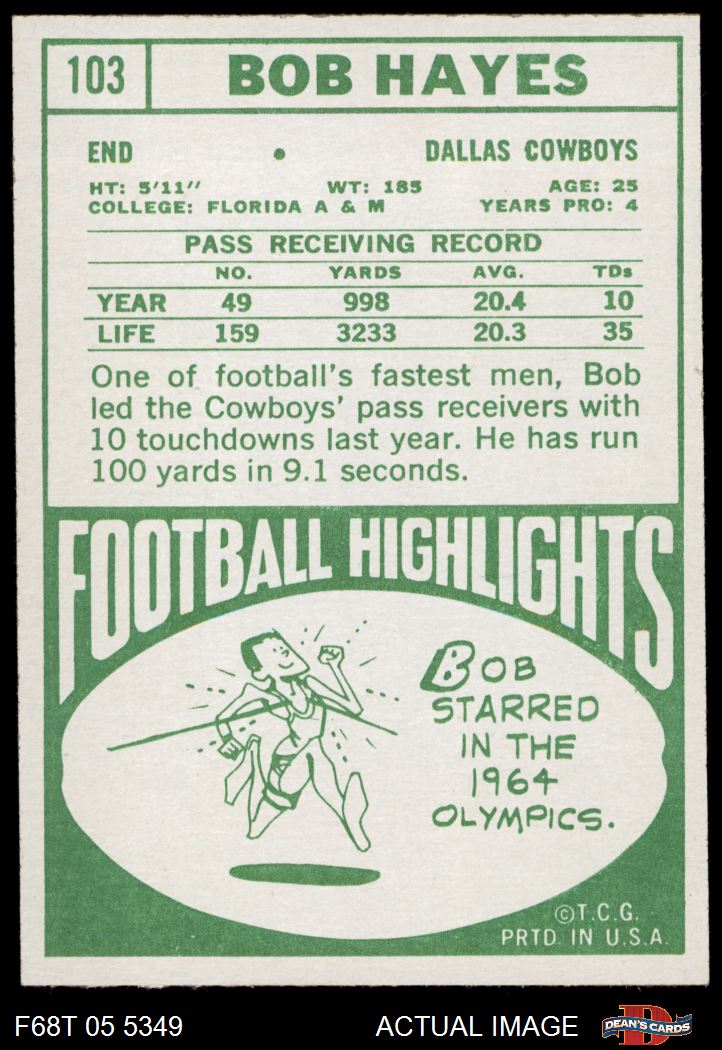 103 BOB HAYES
END • DALLAS COWBOYS
HT: 5'11" WT: 185 AGE: 25
COLLEGE: FLORIDA A & M YEARS PRO: 4
PASS RECEIVING RECORD
NO. YARDS AVG. TDs
YEAR 49 998 20.4 10
LIFE 159 3233 20.3 35
One of football's fastest men, Bob
led the Cowboys' pass receivers with
10 touchdowns last year. He has run
100 yards in 9.1 seconds.
FOOTBALL HIGHLIGHTS
BOB
STARRED
IN THE
1964
OLYMPICS.
©T.C.G.
PRTD. IN U.S.A.
F68T 05 5349 ACTUAL IMAGE D DEAN'S CARDS